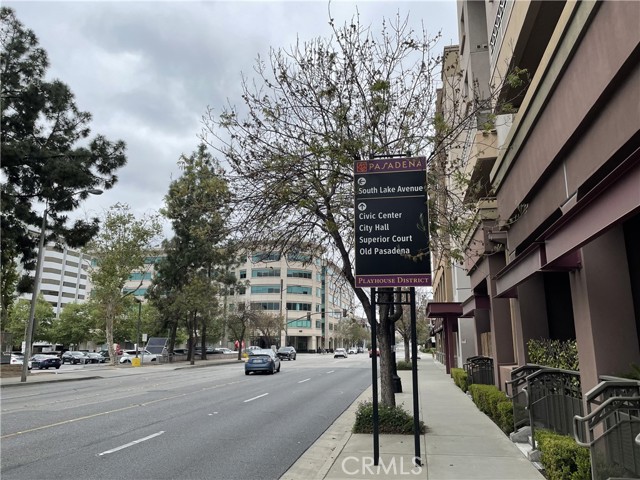 PASADENA
South Lake Avenue
Civic Center
City Hall
Superior Court
Old Pasadena
PLAYHOUSE DISTRICT
CRMLS